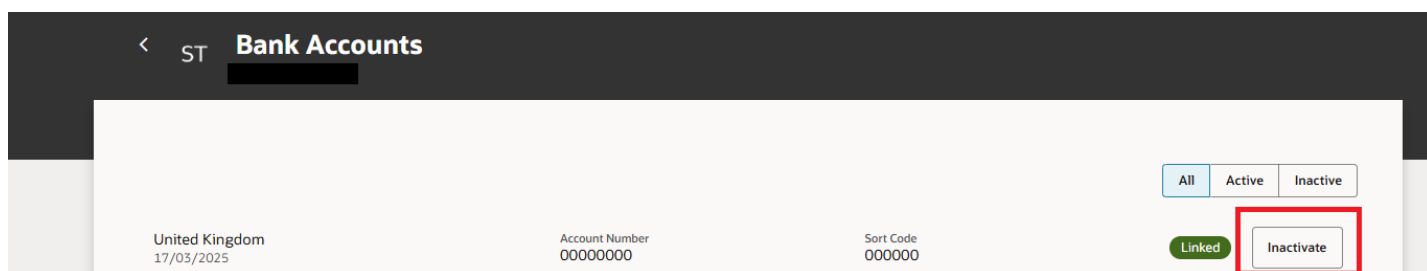 ST Bank Accounts
All Active Inactive
United Kingdom Account Number Sort Code Linked Inactivate
17/03/2025 00000000 000000